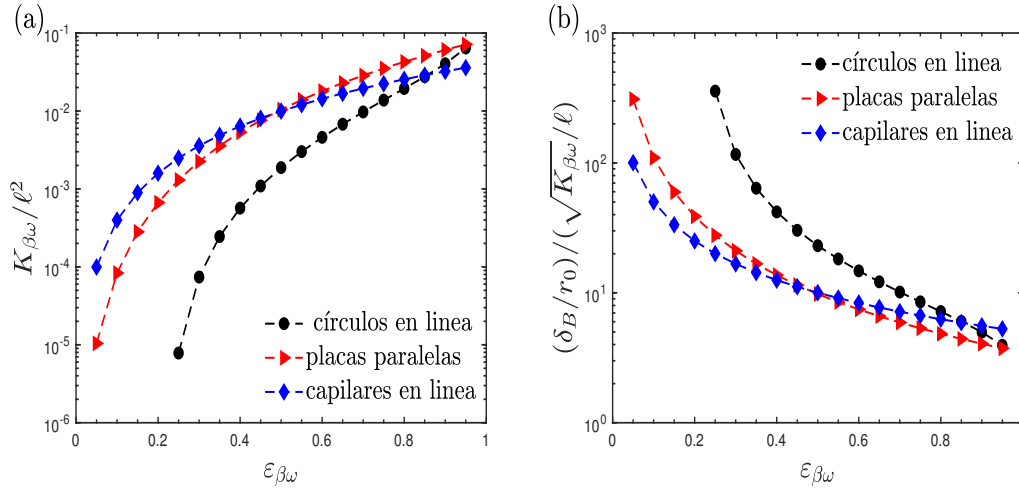 (a)
10^-1
10^-2
10^-3
10^-4
10^-5
10^-6
K_βω/ℓ^2
círculos en linea
placas paralelas
capilares en linea
0 0.2 0.4 0.6 0.8 1
ε_βω
(b)
10^3
10^2
10^1
10^0
(δ_B/r_0)/(√K_βω/ℓ)
círculos en linea
placas paralelas
capilares en linea
0 0.2 0.4 0.6 0.8
ε_βω